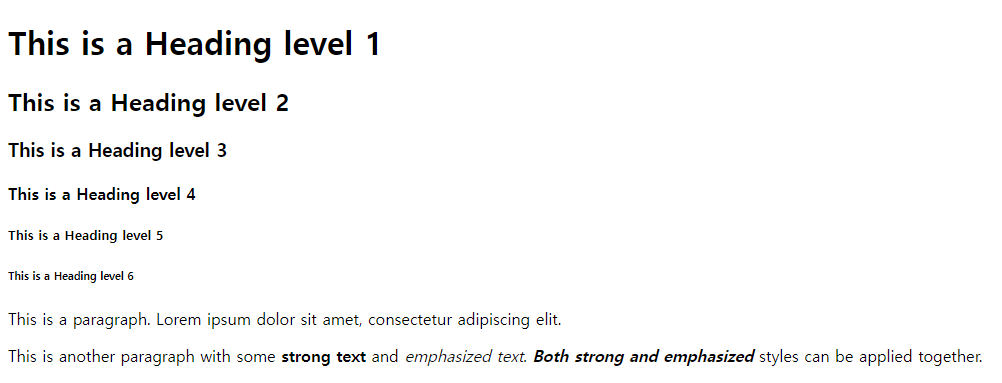 This is a Heading level 1
This is a Heading level 2
This is a Heading level 3
This is a Heading level 4
This is a Heading level 5
This is a Heading level 6
This is a paragraph. Lorem ipsum dolor sit amet, consectetur adipiscing elit.
This is another paragraph with some strong text and emphasized text. Both strong and emphasized styles can be applied together.